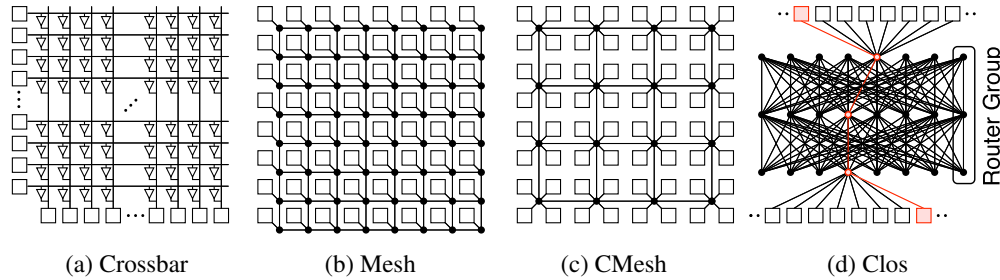 Router Group
(a) Crossbar
(b) Mesh
(c) CMesh
(d) Clos